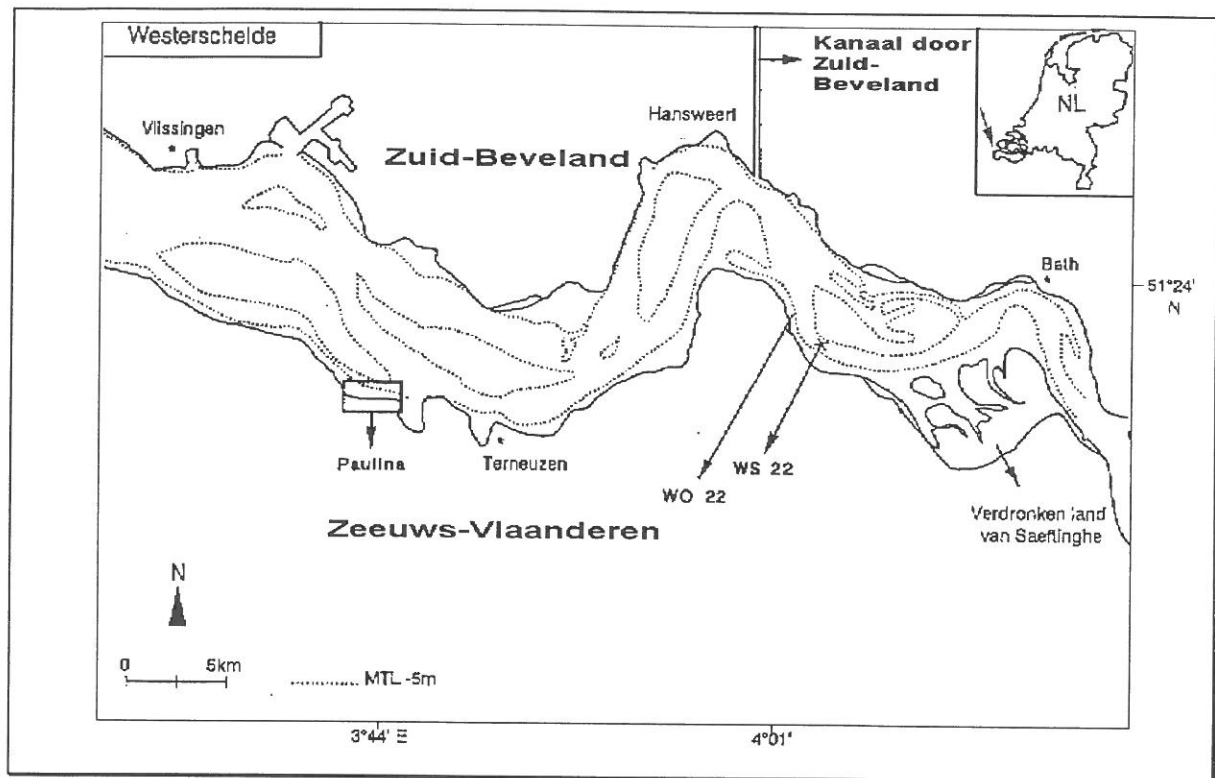 Westerschelde
Kanaal door
Zuid-
Beveland
NL
Vlissingen
Hansweert
Zuid-Beveland
Bath
51°24'
N
Paulina
Terneuzen
WO 22
WS 22
Verdronken land
van Saeftinghe
Zeeuws-Vlaanderen
N
0 5km
MTL -5m
3°44' E
4°01'